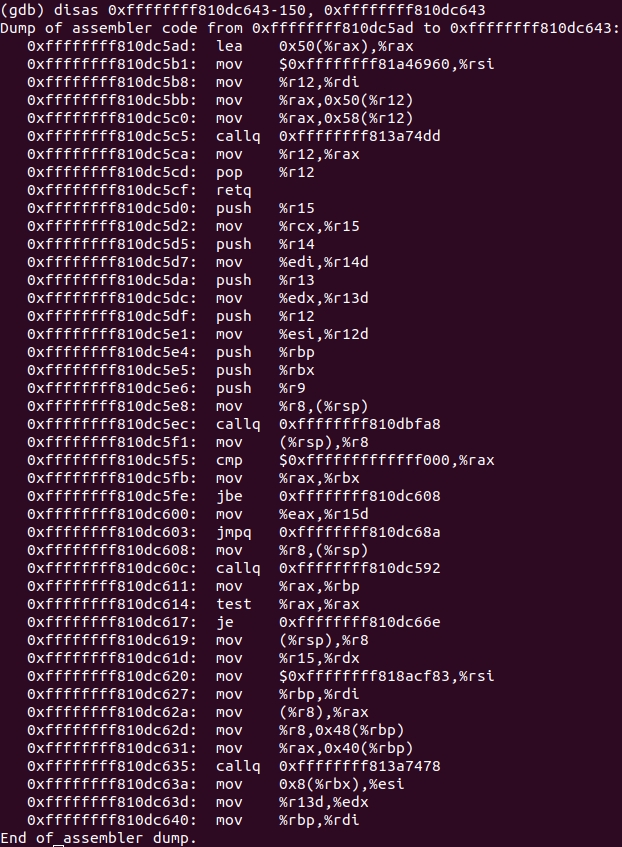 (gdb) disas 0xffffffff810dc643-150, 0xffffffff810dc643
Dump of assembler code from 0xffffffff810dc5ad to 0xffffffff810dc643:
0xffffffff810dc5ad: lea 0x50(%rax),%rax
0xffffffff810dc5b1: mov $0xffffffff81a46960,%rsi
0xffffffff810dc5b8: mov %r12,%rdi
0xffffffff810dc5bb: mov %rax,0x50(%r12)
0xffffffff810dc5c0: mov %rax,0x58(%r12)
0xffffffff810dc5c5: callq 0xffffffff813a74dd
0xffffffff810dc5ca: mov %r12,%rax
0xffffffff810dc5cd: pop %r12
0xffffffff810dc5cf: retq
0xffffffff810dc5d0: push %r15
0xffffffff810dc5d2: mov %rcx,%r15
0xffffffff810dc5d5: push %r14
0xffffffff810dc5d7: mov %edi,%r14d
0xffffffff810dc5da: push %r13
0xffffffff810dc5dc: mov %edx,%r13d
0xffffffff810dc5df: push %r12
0xffffffff810dc5e1: mov %esi,%r12d
0xffffffff810dc5e4: push %rbp
0xffffffff810dc5e5: push %rbx
0xffffffff810dc5e6: push %r9
0xffffffff810dc5e8: mov %r8,(%rsp)
0xffffffff810dc5ec: callq 0xffffffff810dbfa8
0xffffffff810dc5f1: mov (%rsp),%r8
0xffffffff810dc5f5: cmp $0xfffffffffffff000,%rax
0xffffffff810dc5fb: mov %rax,%rbx
0xffffffff810dc5fe: jbe 0xffffffff810dc608
0xffffffff810dc600: mov %eax,%r15d
0xffffffff810dc603: jmpq 0xffffffff810dc68a
0xffffffff810dc608: mov %r8,(%rsp)
0xffffffff810dc60c: callq 0xffffffff810dc592
0xffffffff810dc611: mov %rax,%rbp
0xffffffff810dc614: test %rax,%rax
0xffffffff810dc617: je 0xffffffff810dc66e
0xffffffff810dc619: mov (%rsp),%r8
0xffffffff810dc61d: mov %r15,%rdx
0xffffffff810dc620: mov $0xffffffff818acf83,%rsi
0xffffffff810dc627: mov %rbp,%rdi
0xffffffff810dc62a: mov (%r8),%rax
0xffffffff810dc62d: mov %r8,0x48(%rbp)
0xffffffff810dc631: mov %rax,0x40(%rbp)
0xffffffff810dc635: callq 0xffffffff813a7478
0xffffffff810dc63a: mov 0x8(%rbx),%esi
0xffffffff810dc63d: mov %r13d,%edx
0xffffffff810dc640: mov %rbp,%rdi
End of assembler dump.